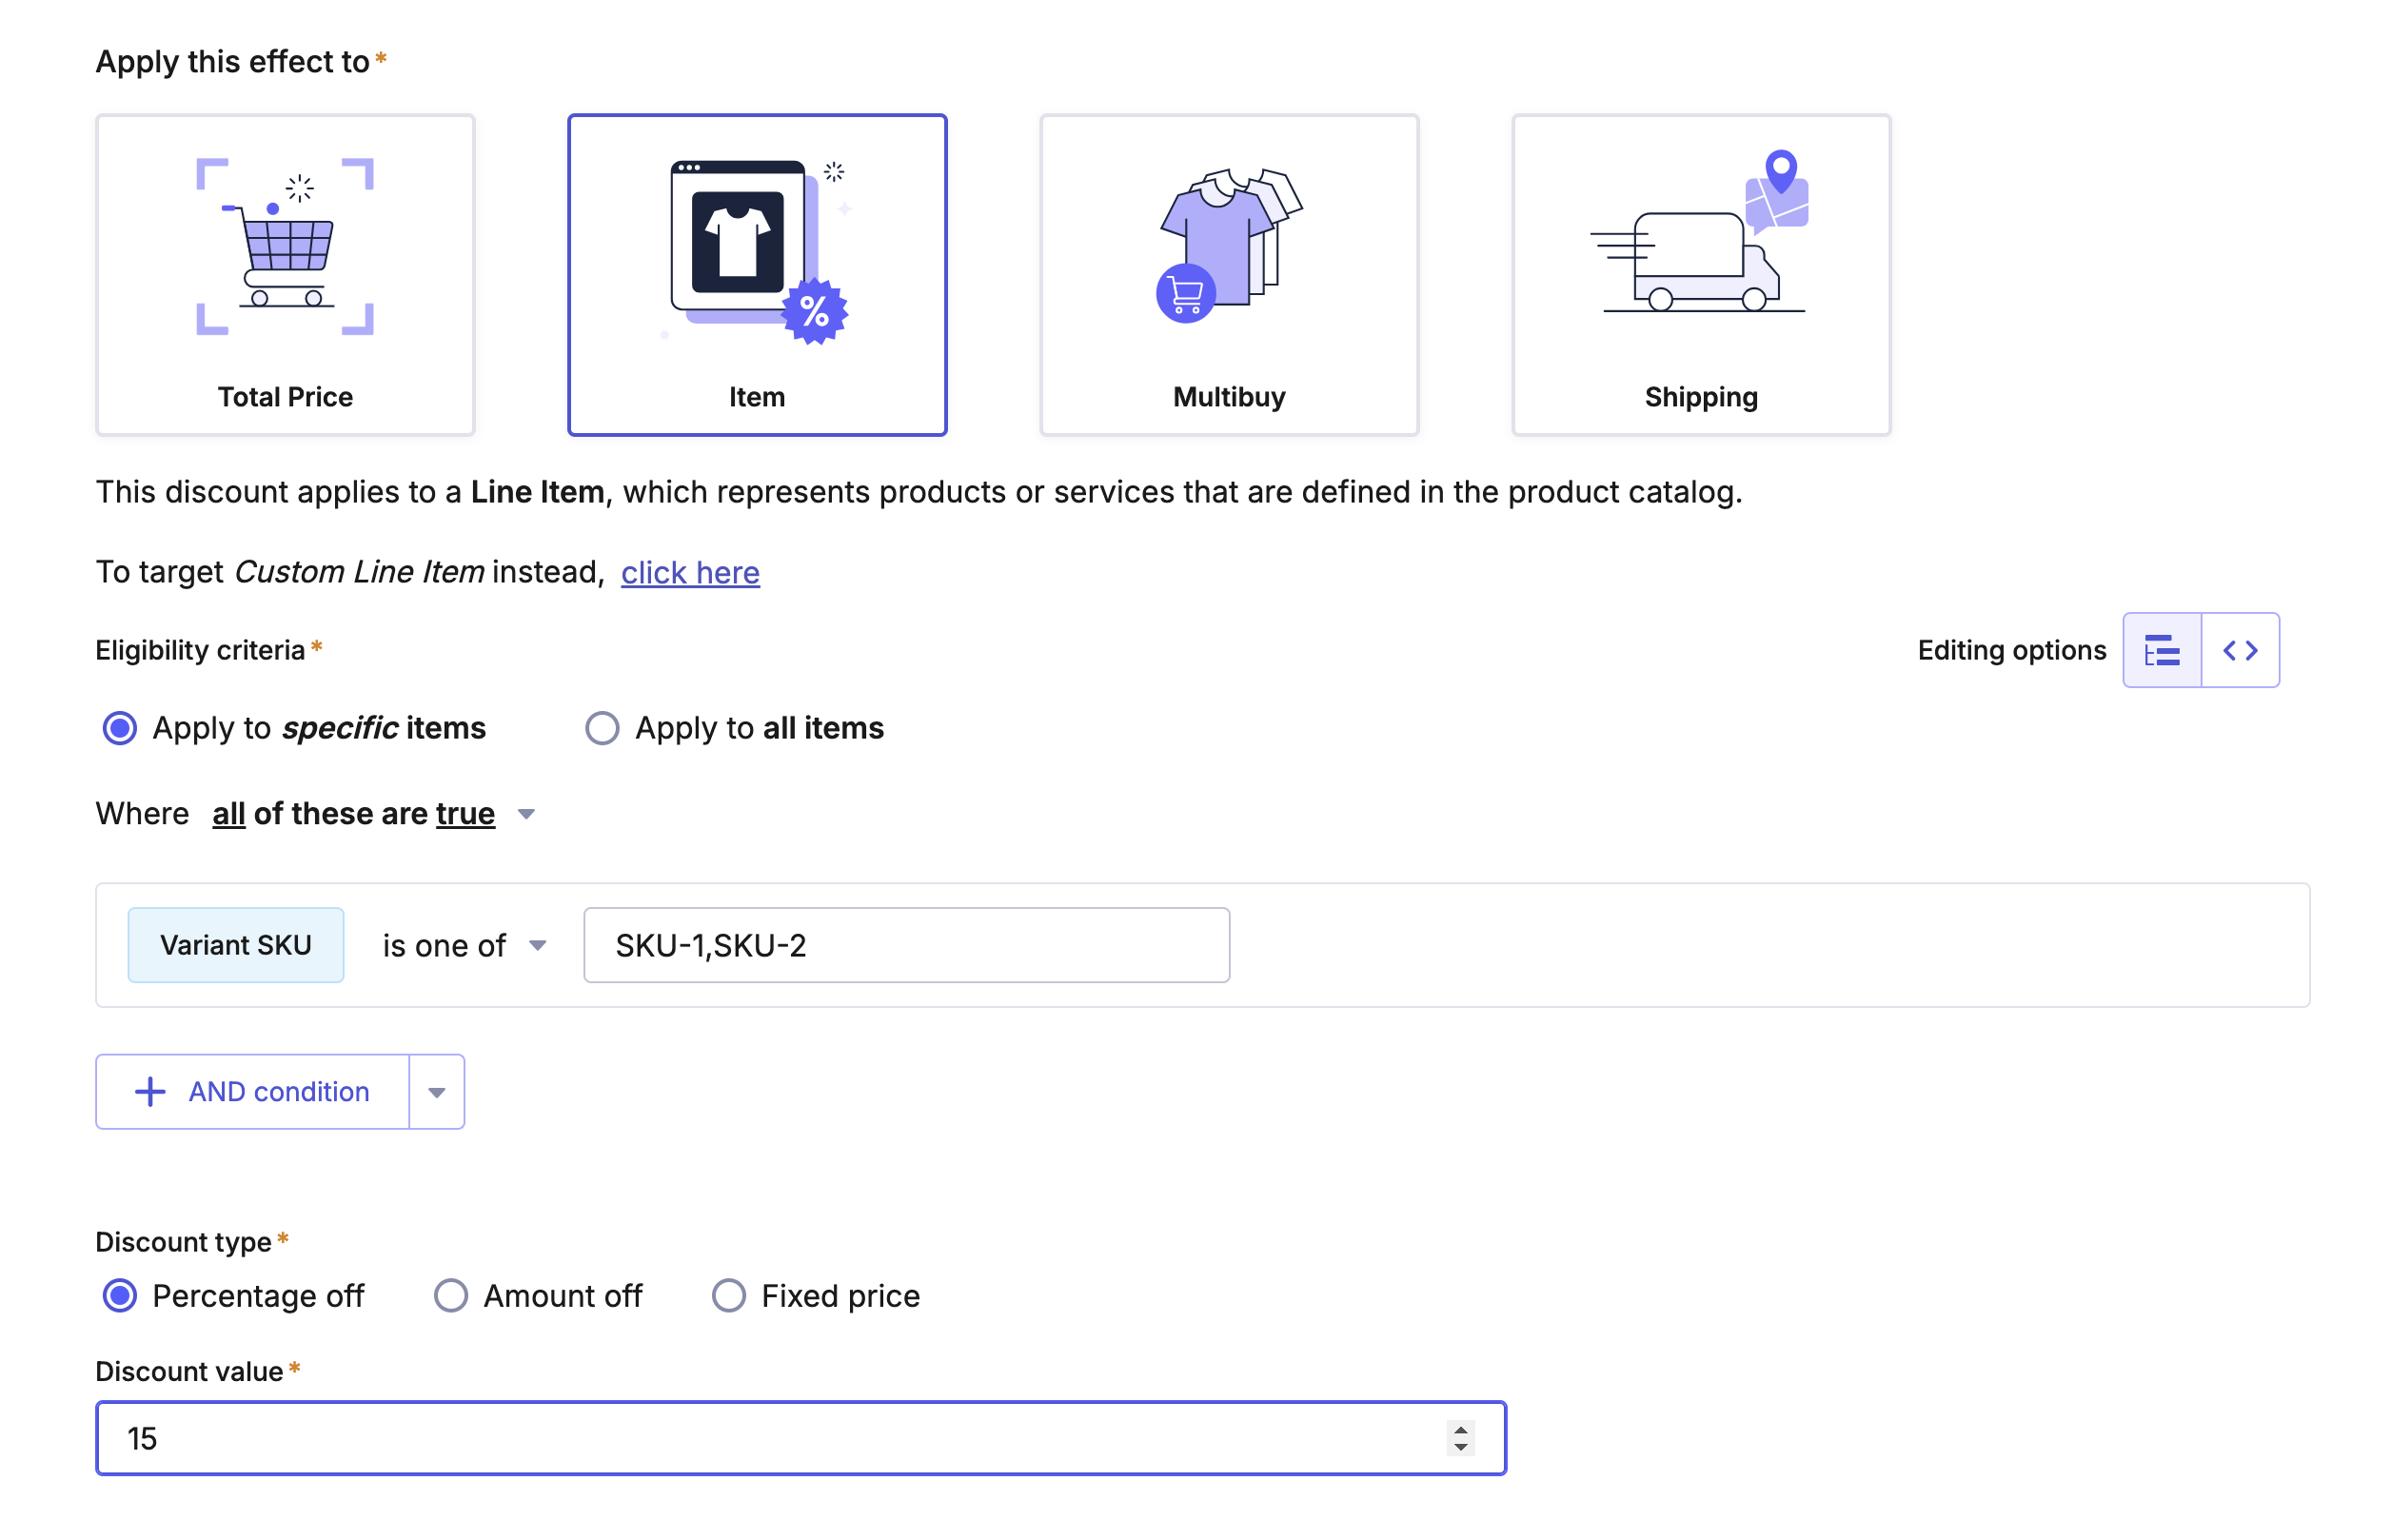 Apply this effect to*
Total Price
%
Item
Multibuy
Shipping
This discount applies to a Line Item, which represents products or services that are defined in the product catalog.
To target Custom Line Item instead, click here
Eligibility criteria*
Editing options
Apply to specific items
Apply to all items
Where all of these are true
Variant SKU is one of SKU-1,SKU-2
AND condition
Discount type*
Percentage off
Amount off
Fixed price
Discount value*
15